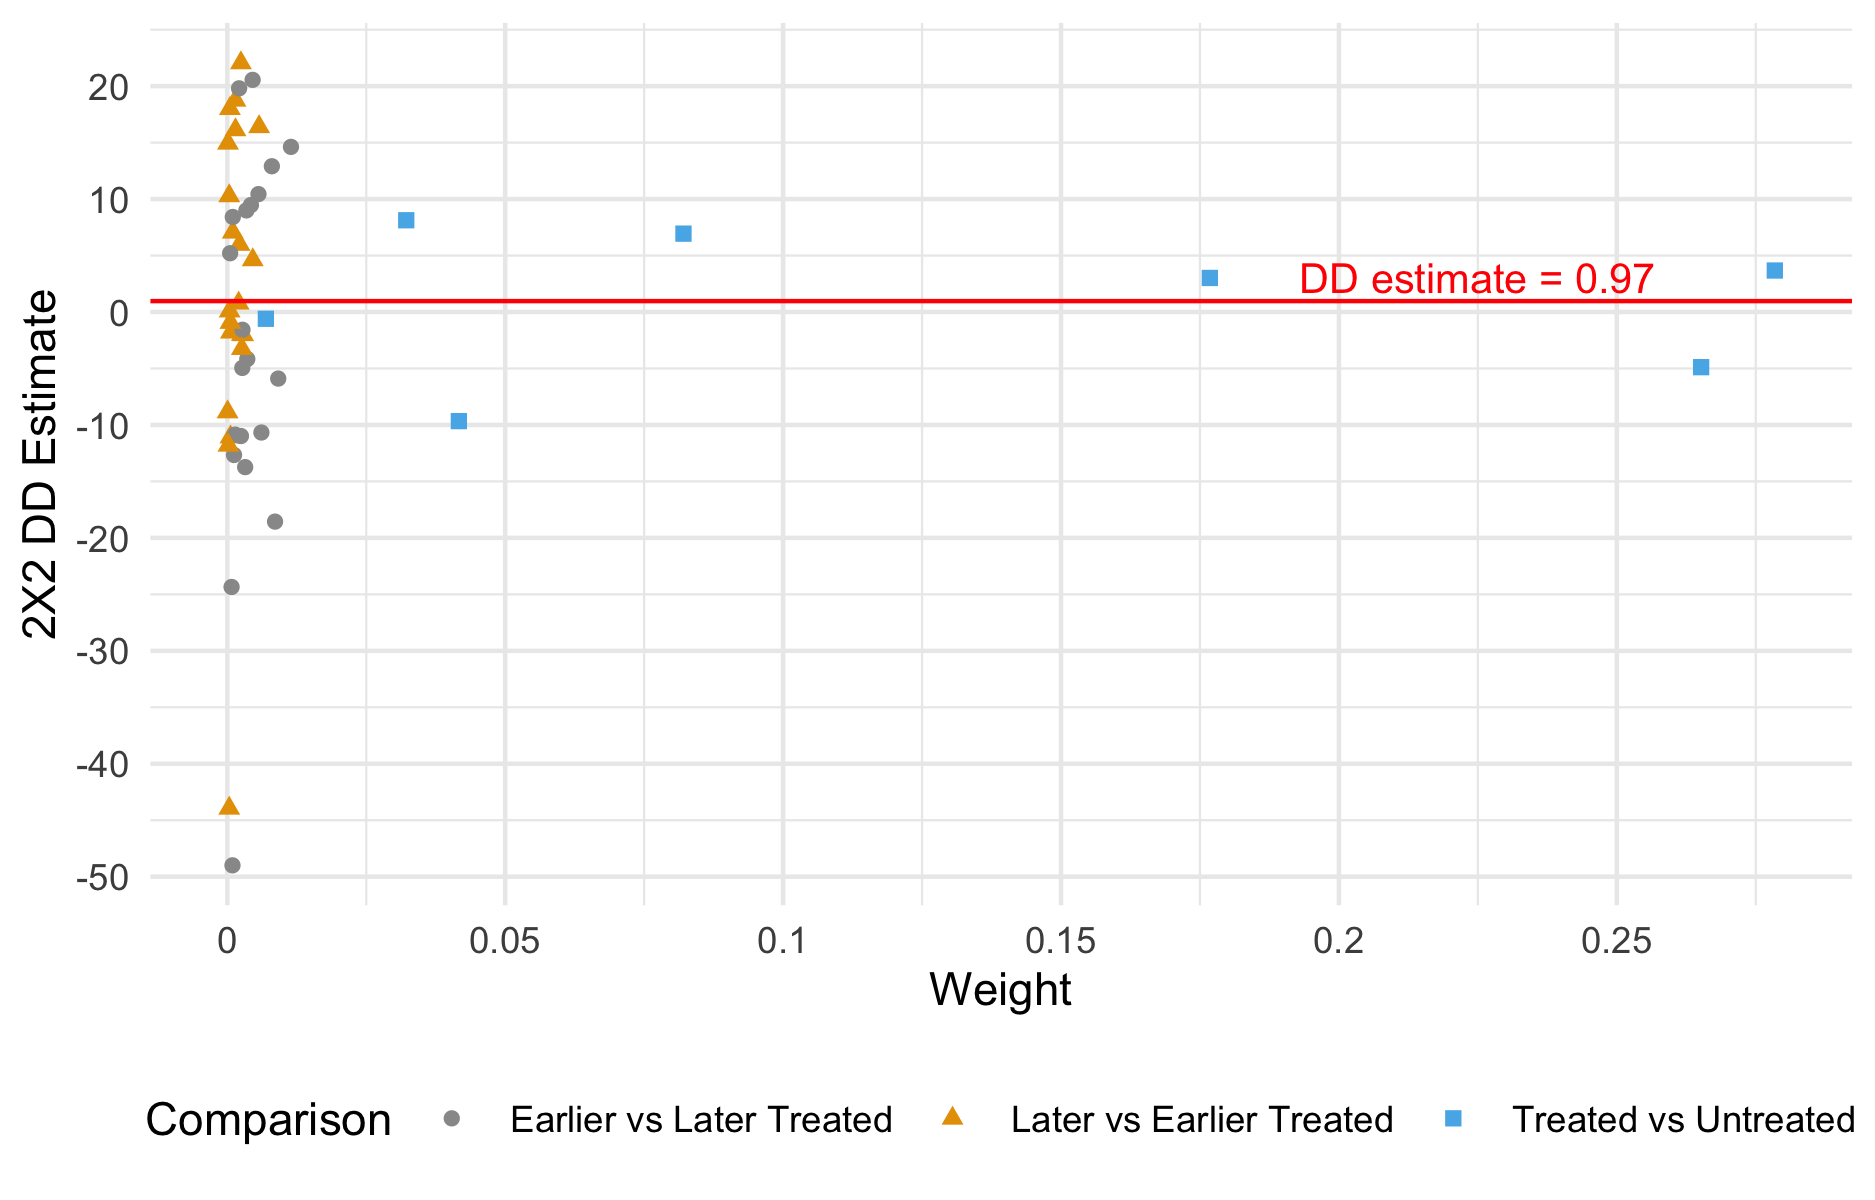 2X2 DD Estimate
20
10
0
-10
-20
-30
-40
-50
DD estimate = 0.97
0 0.05 0.1 0.15 0.2 0.25
Weight
Comparison Earlier vs Later Treated Later vs Earlier Treated Treated vs Untreated